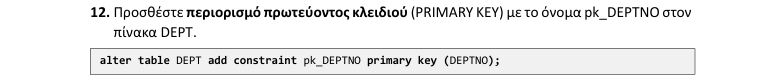 12. Προσθέστε περιορισμό πρωτεύοντος κλειδιού (PRIMARY KEY) με το όνομα pk_DEPTNO στον
πίνακα DEPT.
alter table DEPT add constraint pk_DEPTNO primary key (DEPTNO);